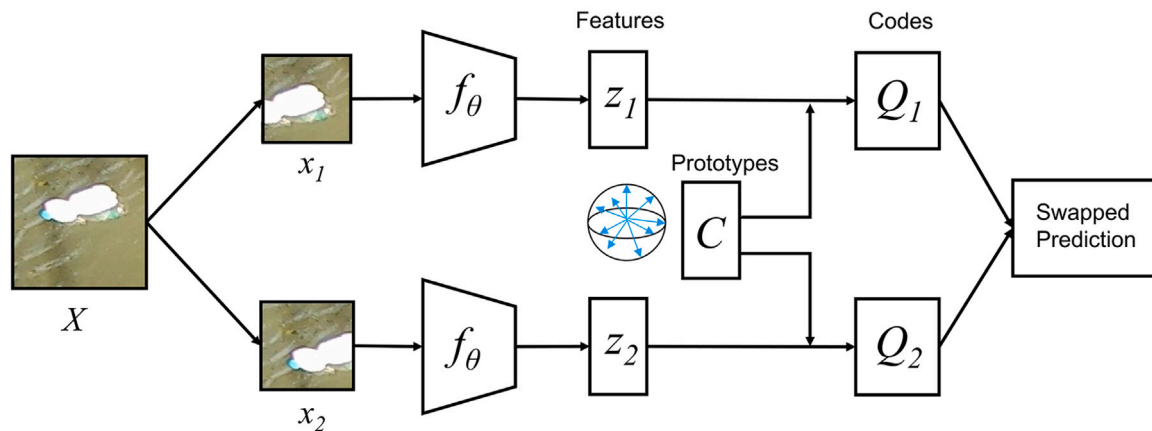 Features
Codes
X
x1
fθ
z1
Q1
Prototypes
C
Swapped
Prediction
x2
fθ
z2
Q2